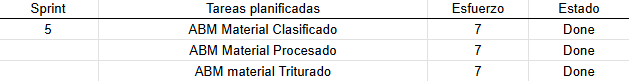 Sprint Tareas planificadas Esfuerzo Estado
5 ABM Material Clasificado 7 Done
ABM Material Procesado 7 Done
ABM material Triturado 7 Done